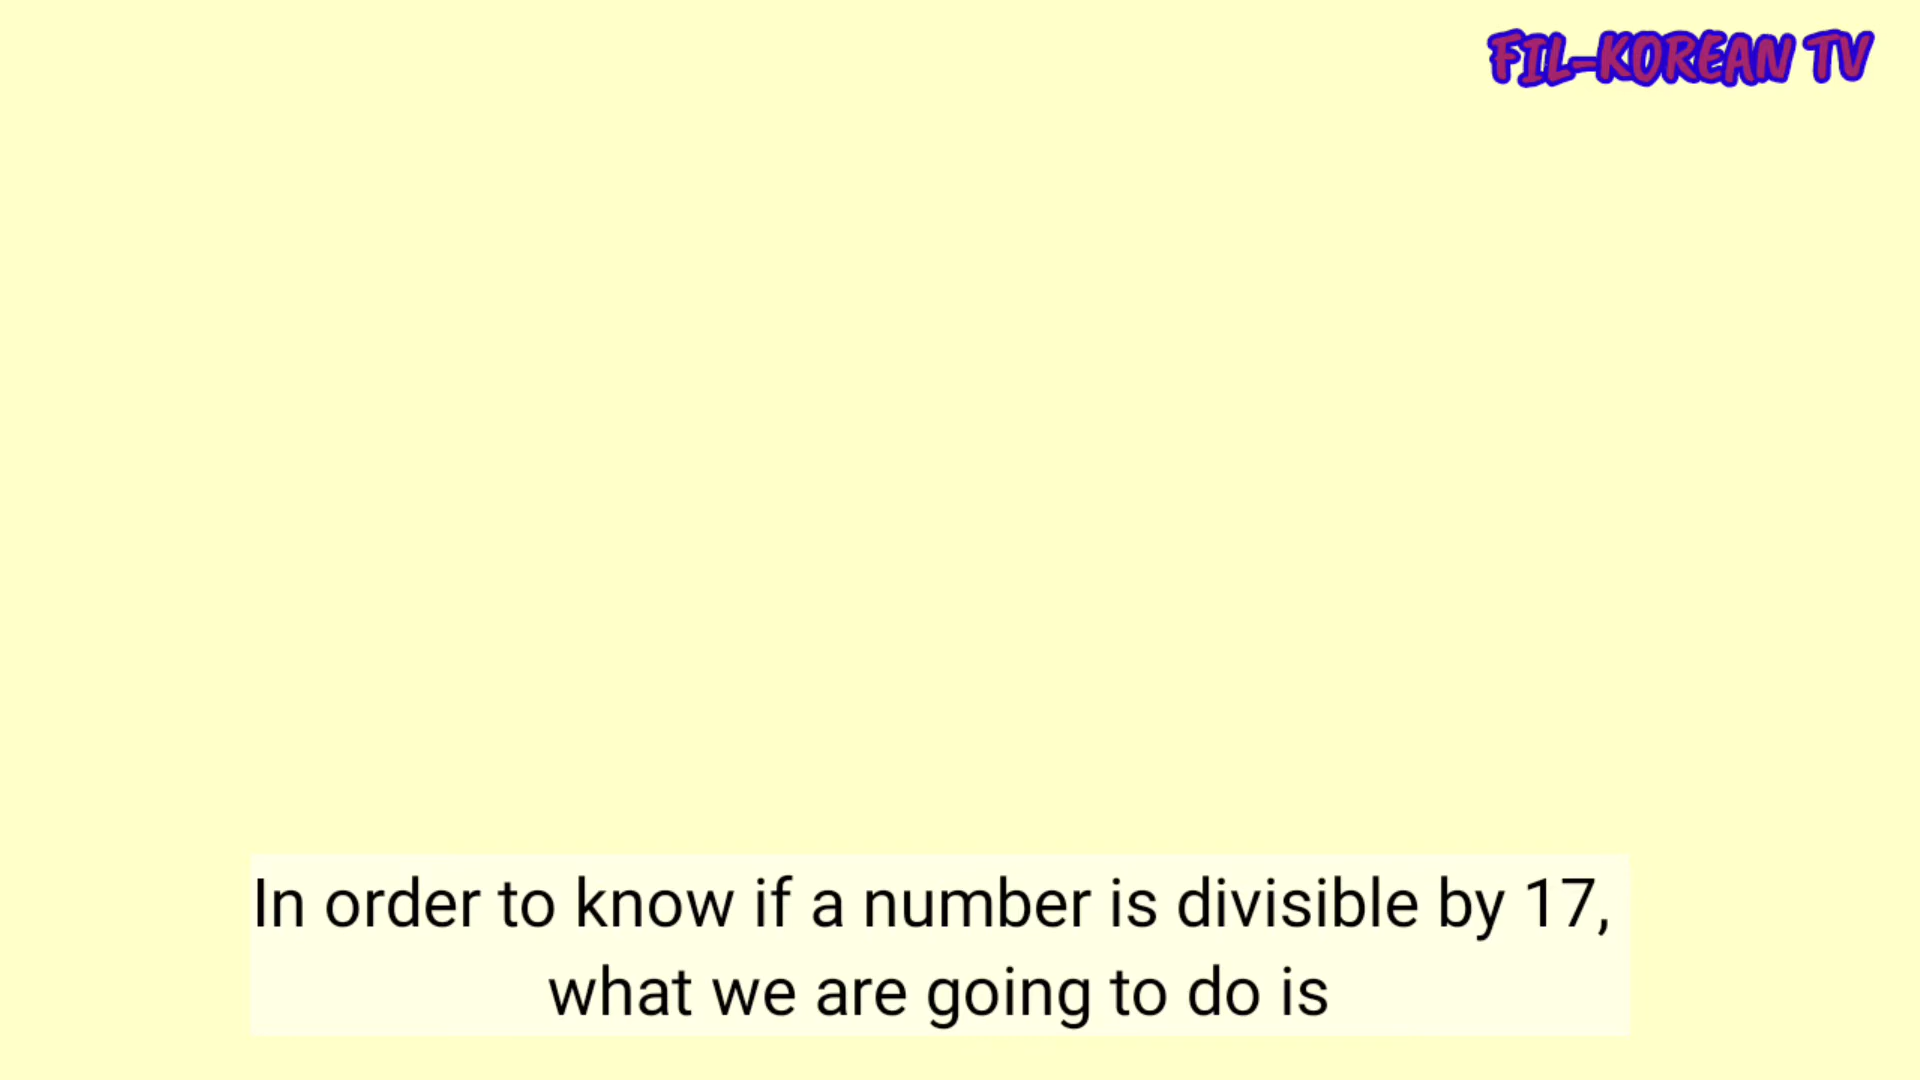 FIL-KOREAN TV
In order to know if a number is divisible by 17,
what we are going to do is